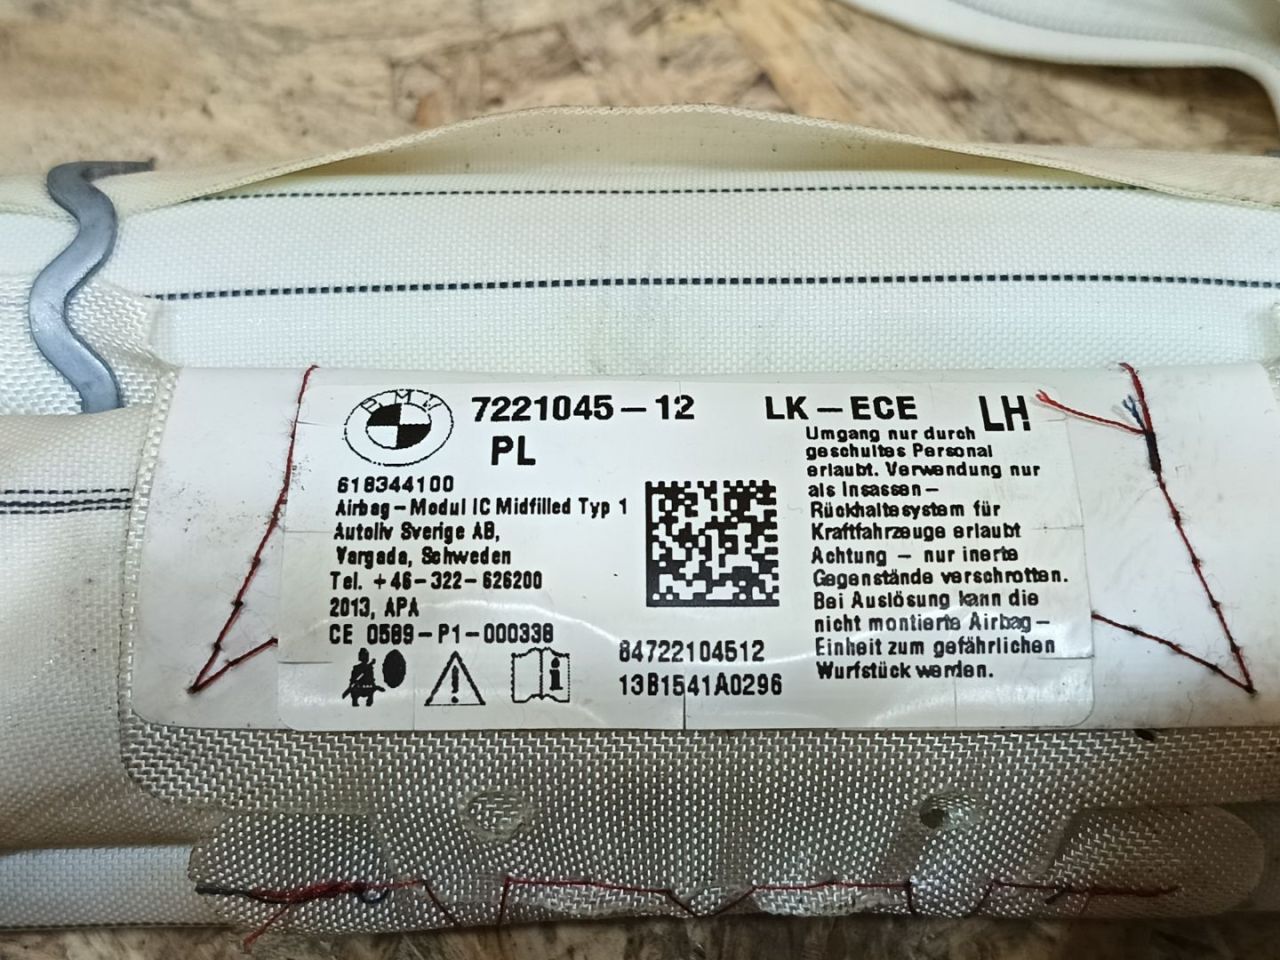 BMW
7221045-12
PL
LK-ECE
LH
618344100
Airbag-Modul IC Midfilled Typ 1
Autoliv Sverige AB,
Vargada, Schweden
Tel. +46-322-626200
2013, APA
CE 0589-P1-000338
84722104512
13B1541A0296
Umgang nur durch
geschultes Personal
erlaubt. Verwendung nur
als Insassen-
Rückhaltesystem für
Kraftfahrzeuge erlaubt
Achtung - nur inerte
Gegenstände verschrotten.
Bei Auslösung kann die
nicht montierte Airbag-
Einheit zum gefährlichen
Wurfstück werden.